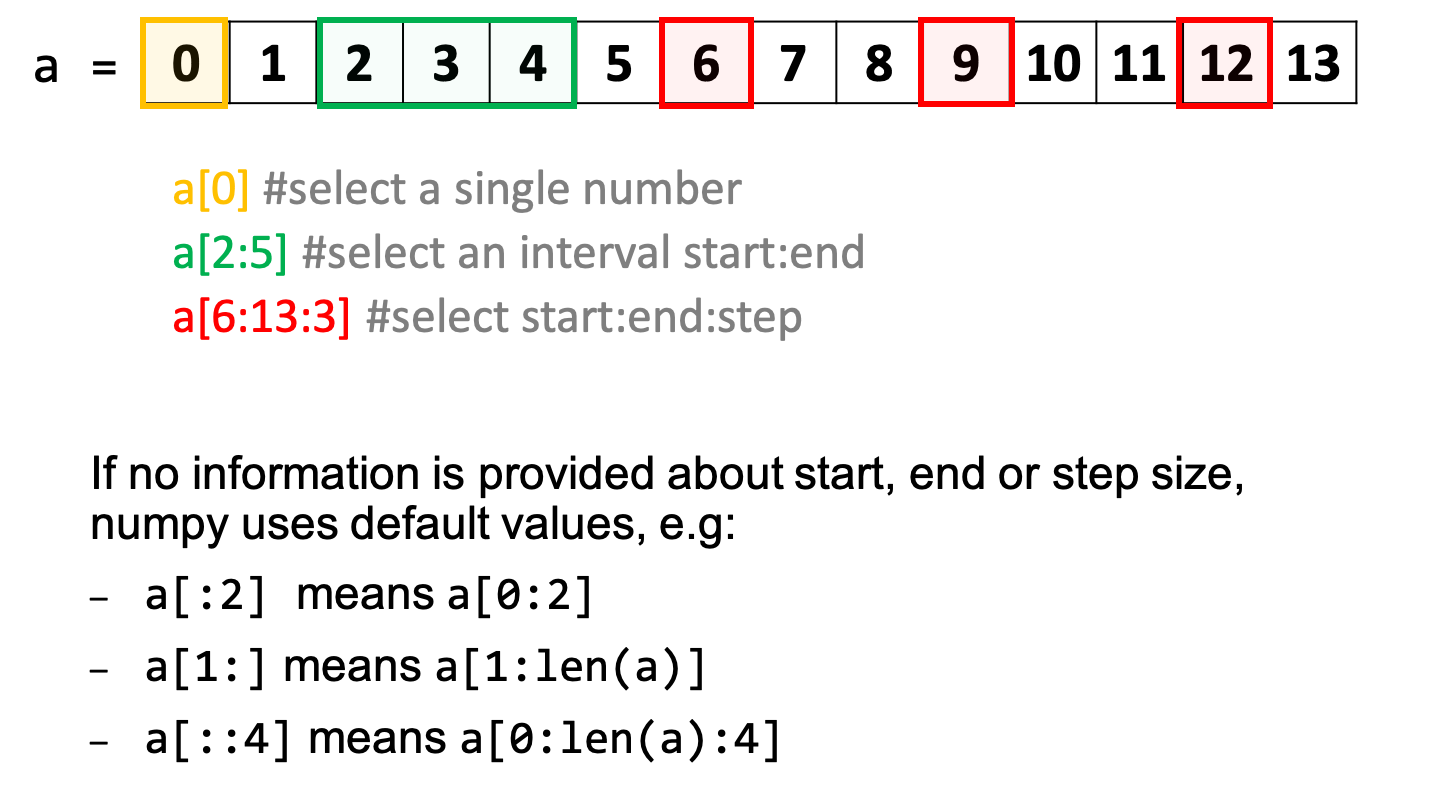 a = 0 1 2 3 4 5 6 7 8 9 10 11 12 13
a[0] #select a single number
a[2:5] #select an interval start:end
a[6:13:3] #select start:end:step
If no information is provided about start, end or step size,
numpy uses default values, e.g:
– a[:2] means a[0:2]
– a[1:] means a[1:len(a)]
– a[::4] means a[0:len(a):4]